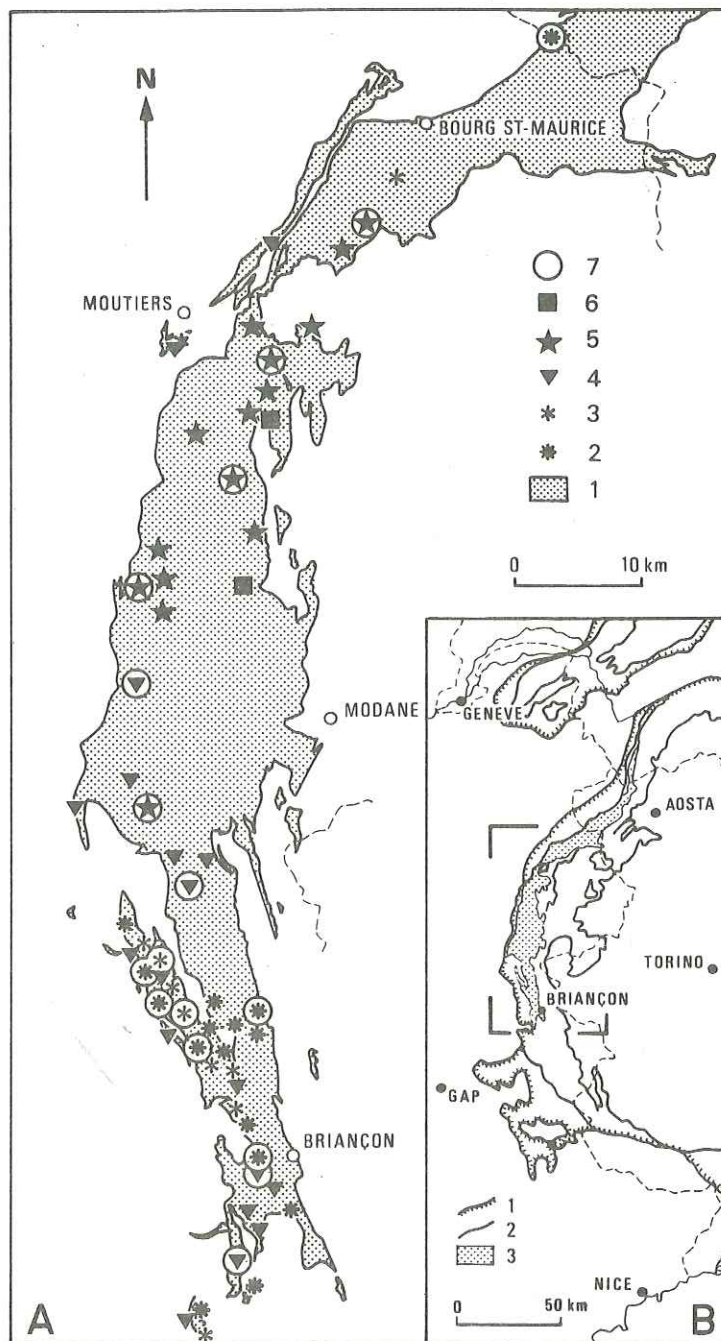 N
BOURG ST-MAURICE
MOUTIERS
7
6
5
4
3
2
1
0 10 km
MODANE
BRIANÇON
A
GENEVE
AOSTA
TORINO
BRIANÇON
GAP
1
2
3
NICE
0 50 km
B